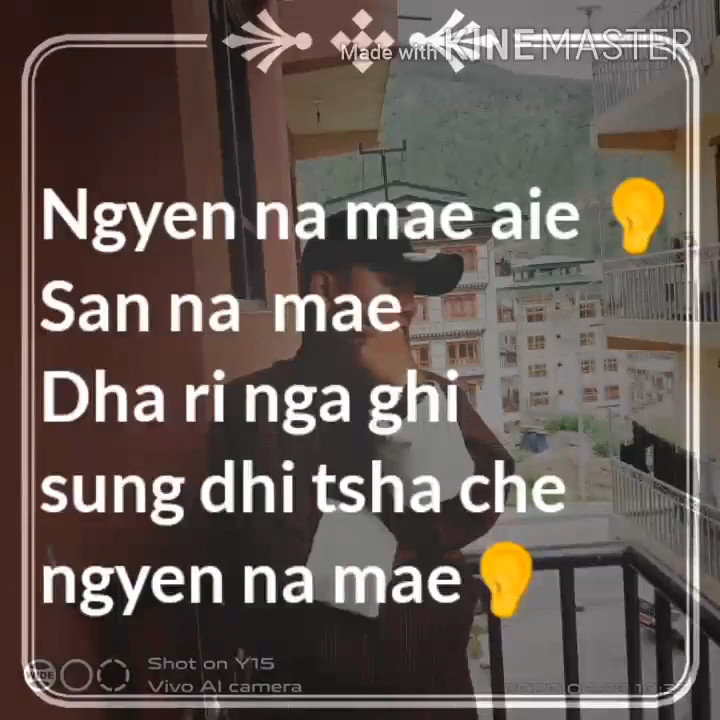 Made with KINEMASTER
Ngyen na mae aie 👂
San na mae
Dha ri nga ghi
sung dhi tsha che
ngyen na mae 👂
WIDE
Shot on Y15
Vivo AI camera